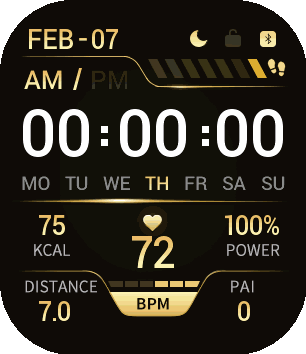 FEB-07
AM / PM
00:00:00
MO TU WE TH FR SA SU
75 72 100%
KCAL POWER
DISTANCE BPM PAI
7.0 0